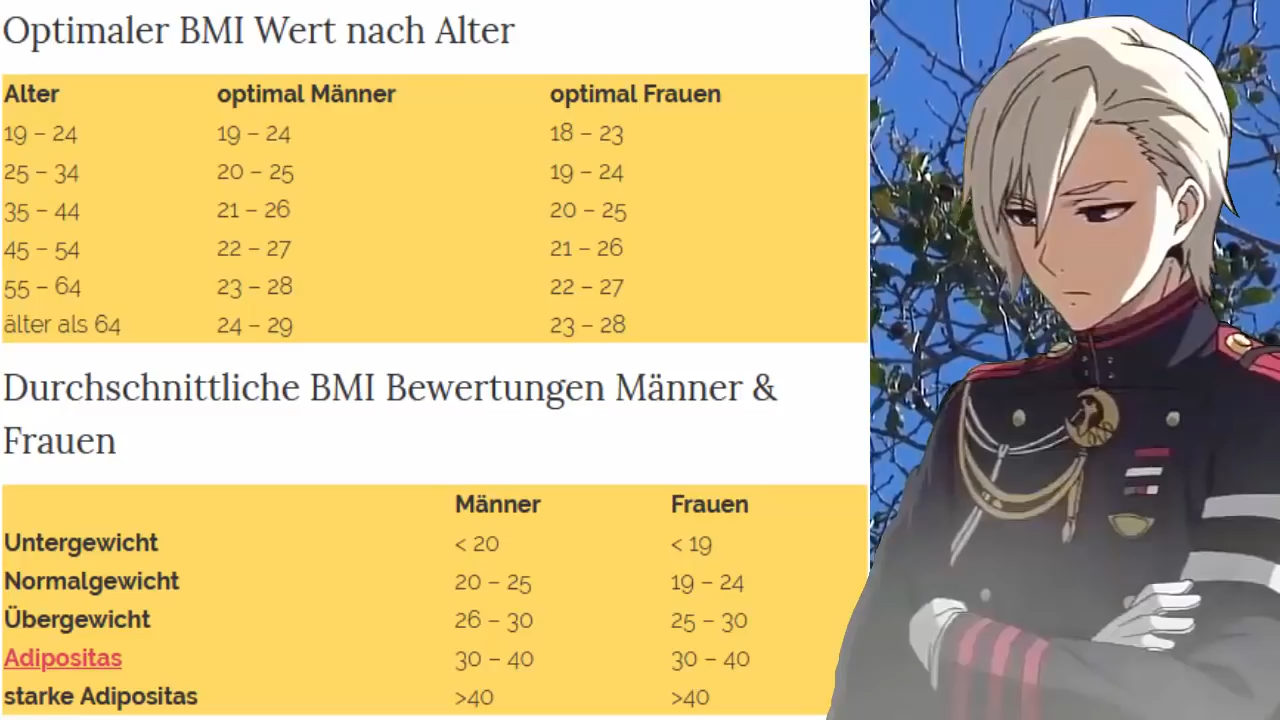 Optimaler BMI Wert nach Alter
Alter optimal Männer optimal Frauen
19 – 24 19 – 24 18 – 23
25 – 34 20 – 25 19 – 24
35 – 44 21 – 26 20 – 25
45 – 54 22 – 27 21 – 26
55 – 64 23 – 28 22 – 27
älter als 64 24 – 29 23 – 28
Durchschnittliche BMI Bewertungen Männer &
Frauen
Männer Frauen
Untergewicht < 20 < 19
Normalgewicht 20 – 25 19 – 24
Übergewicht 26 – 30 25 – 30
Adipositas 30 – 40 30 – 40
starke Adipositas >40 >40